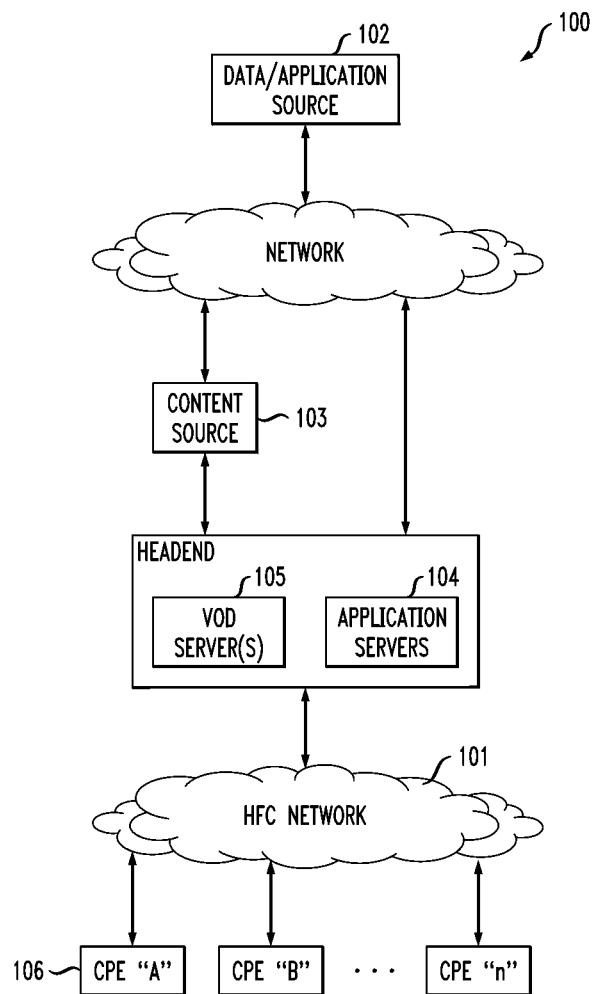 102
100
DATA/APPLICATION
SOURCE
NETWORK
CONTENT
SOURCE
103
HEADEND
105
104
VOD
SERVER(S)
APPLICATION
SERVERS
101
HFC NETWORK
106
CPE “A”
CPE “B”
. . .
CPE “n”